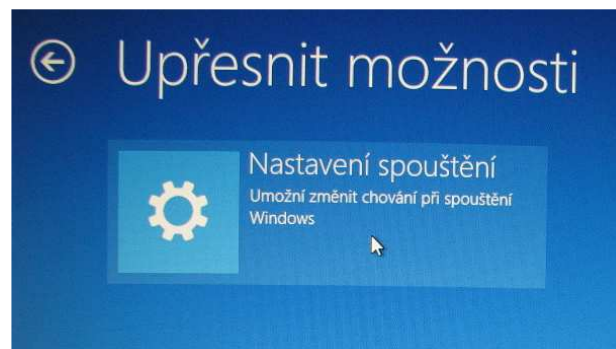 Upřesnit možnosti
Nastavení spouštění
Umožní změnit chování při spouštění
Windows